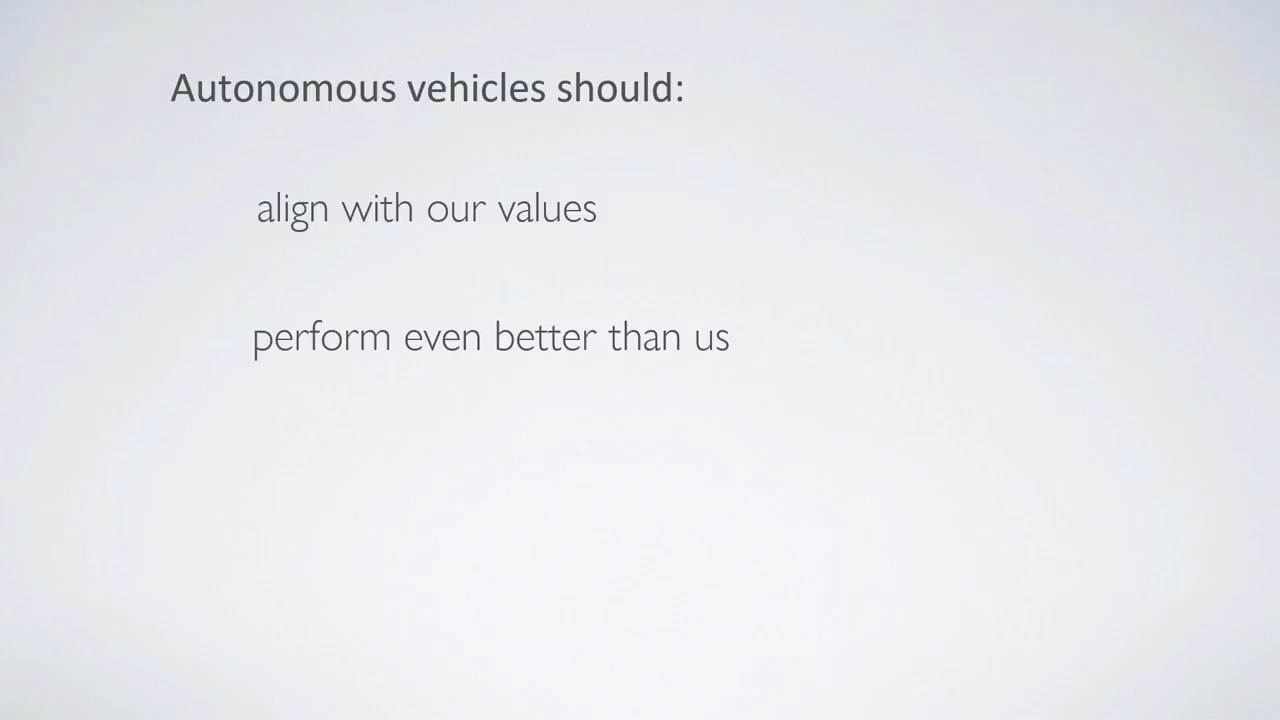 Autonomous vehicles should:
align with our values
perform even better than us